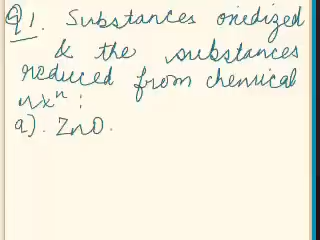 Q1. Substances oxidized
& the substances
reduced from chemical
rxⁿ :
a). ZnO.